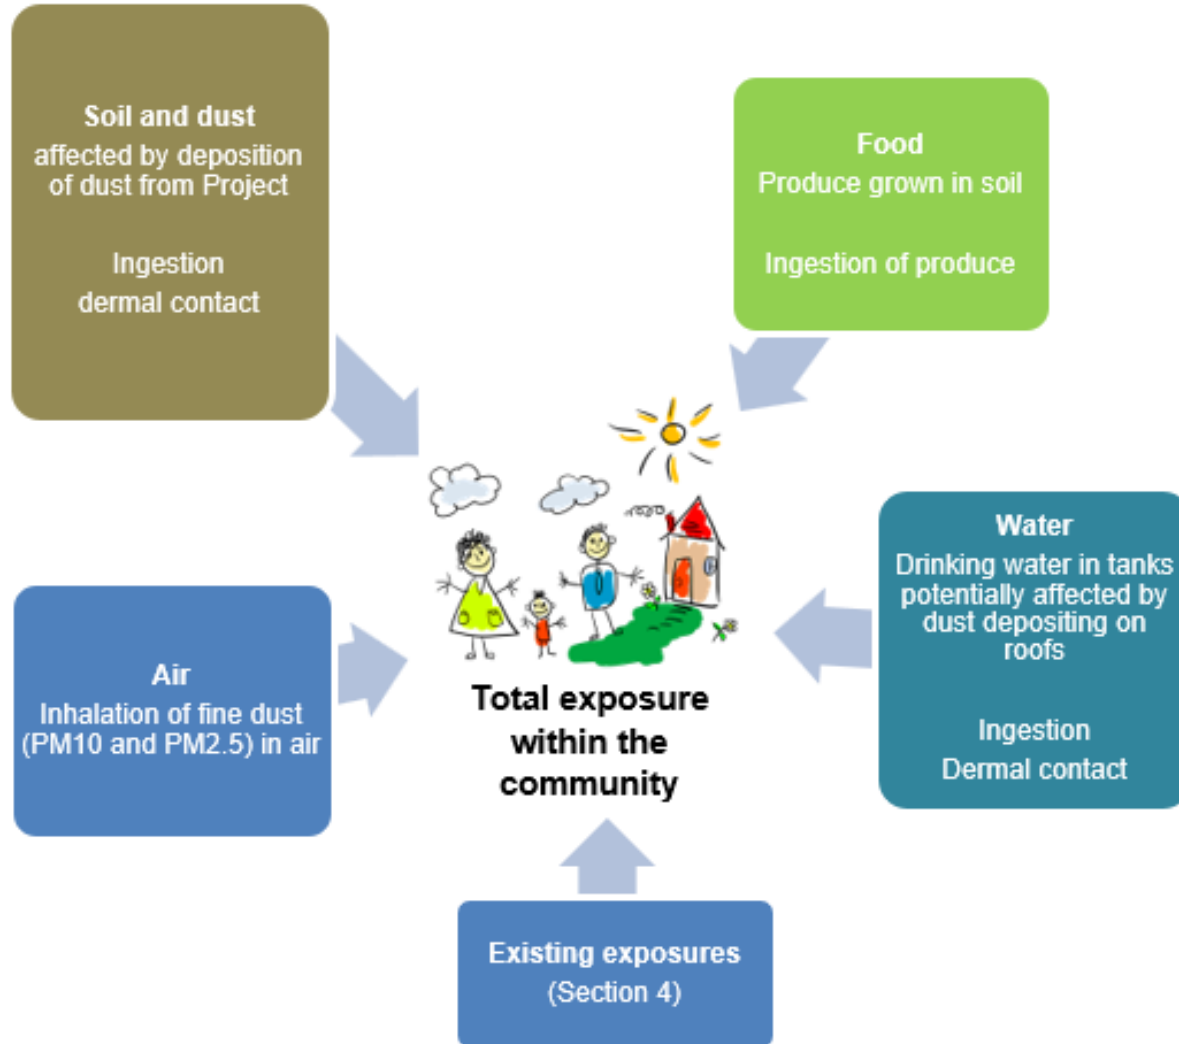 Soil and dust
affected by deposition
of dust from Project
Ingestion
dermal contact
Food
Produce grown in soil
Ingestion of produce
Air
Inhalation of fine dust
(PM10 and PM2.5) in air
Water
Drinking water in tanks
potentially affected by
dust depositing on
roofs
Ingestion
Dermal contact
Total exposure
within the
community
Existing exposures
(Section 4)